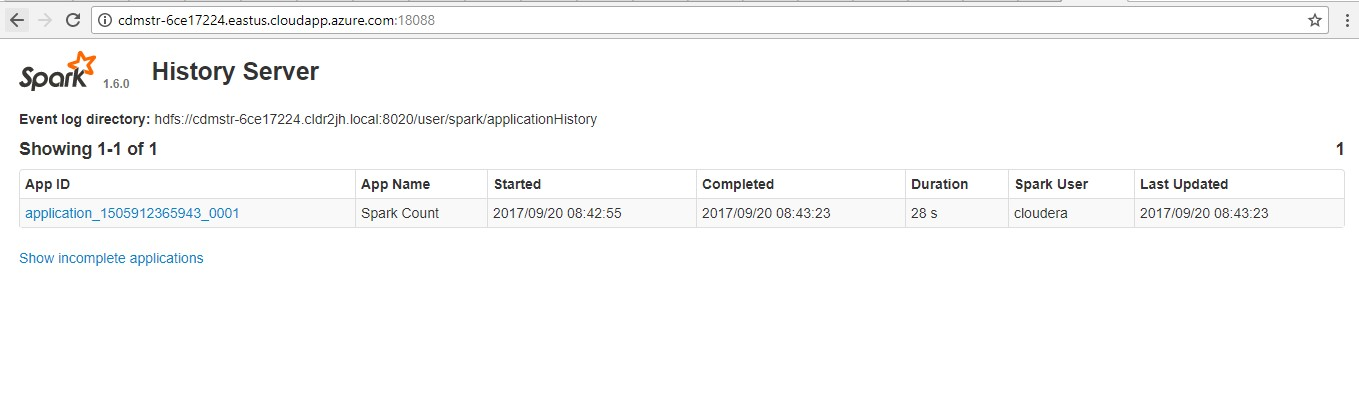 cdmstr-6ce17224.eastus.cloudapp.azure.com:18088
Spark 1.6.0 History Server
Event log directory: hdfs://cdmstr-6ce17224.cldr2jh.local:8020/user/spark/applicationHistory
Showing 1-1 of 1 1
App ID App Name Started Completed Duration Spark User Last Updated
application_1505912365943_0001 Spark Count 2017/09/20 08:42:55 2017/09/20 08:43:23 28 s cloudera 2017/09/20 08:43:23
Show incomplete applications